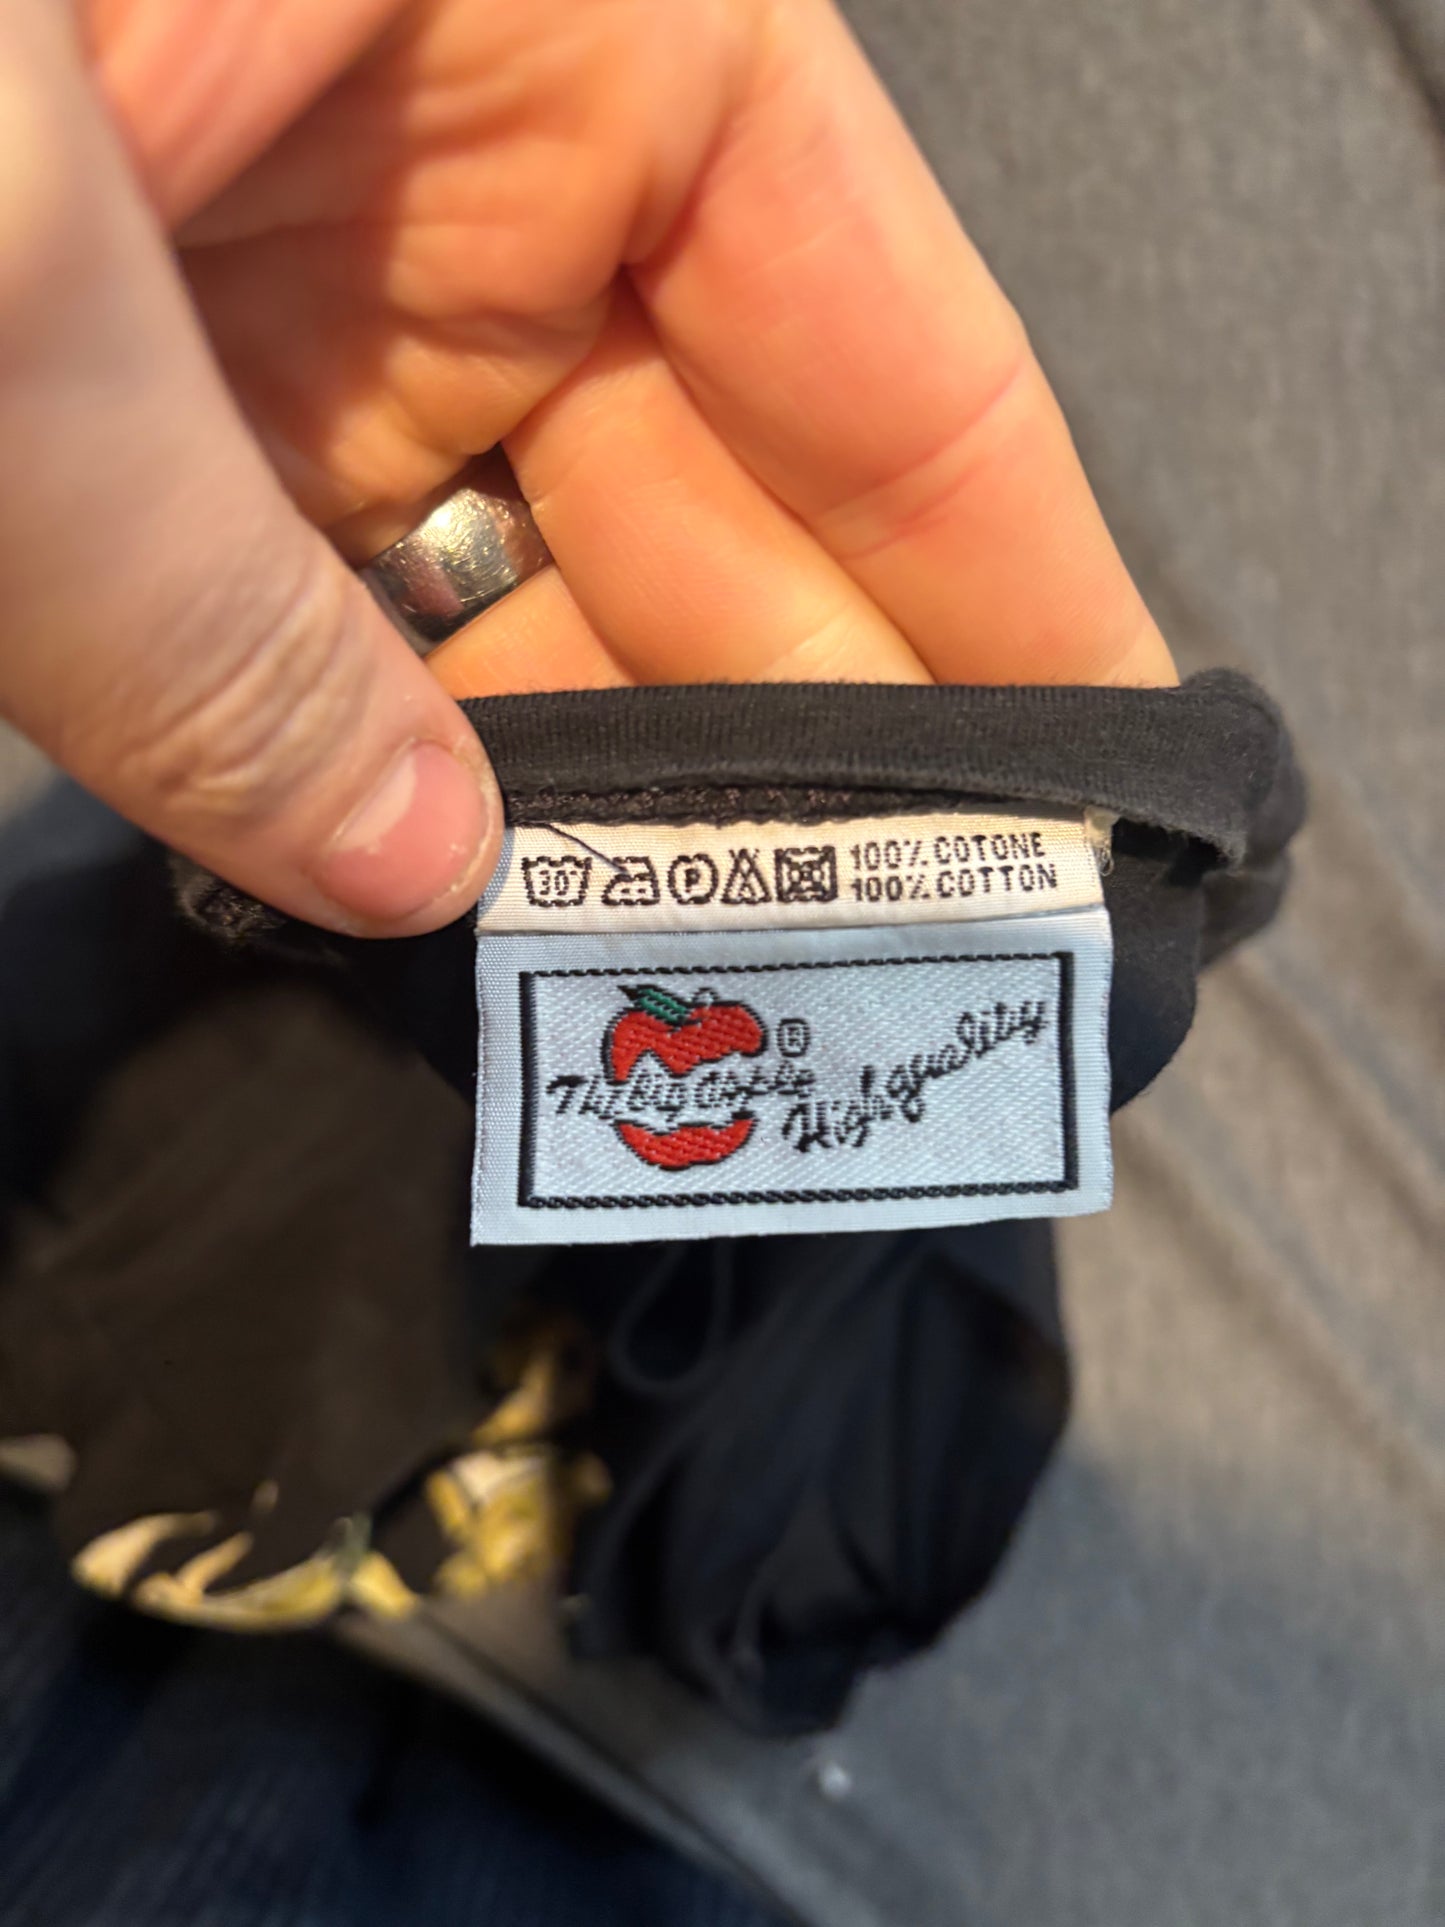 30° P 100% COTONE
100% COTTON
®
The big apple High quality